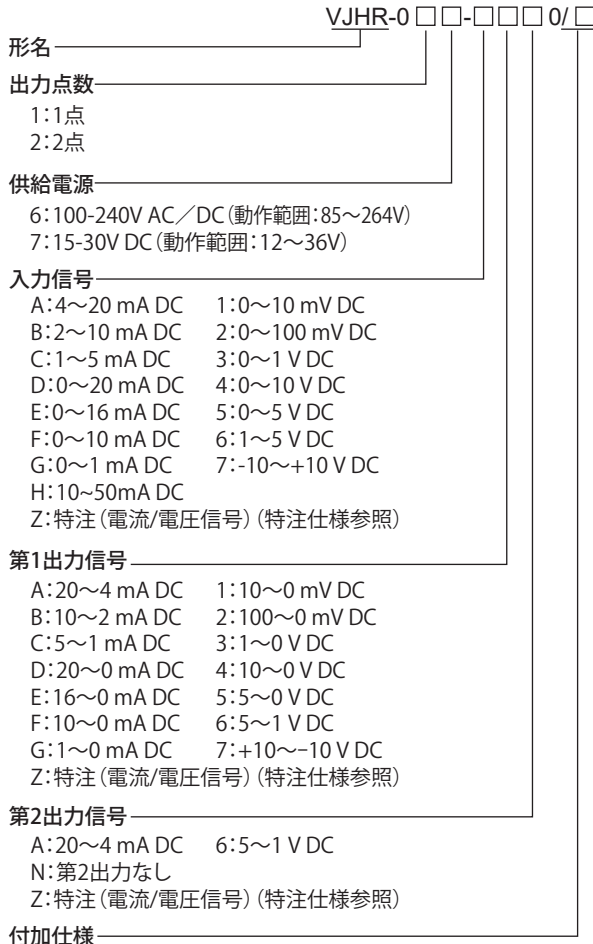 VJHR-0□□-□□□0/□
形名
出力点数
1:1点
2:2点
供給電源
6:100-240V AC／DC(動作範囲:85～264V)
7:15-30V DC(動作範囲:12～36V)
入力信号
A:4～20 mA DC 1:0～10 mV DC
B:2～10 mA DC 2:0～100 mV DC
C:1～5 mA DC 3:0～1 V DC
D:0～20 mA DC 4:0～10 V DC
E:0～16 mA DC 5:0～5 V DC
F:0～10 mA DC 6:1～5 V DC
G:0～1 mA DC 7:-10～+10 V DC
H:10~50mA DC
Z:特注(電流/電圧信号)(特注仕様参照)
第1出力信号
A:20～4 mA DC 1:10～0 mV DC
B:10～2 mA DC 2:100～0 mV DC
C:5～1 mA DC 3:1～0 V DC
D:20～0 mA DC 4:10～0 V DC
E:16～0 mA DC 5:5～0 V DC
F:10～0 mA DC 6:5～1 V DC
G:1～0 mA DC 7:+10～−10 V DC
Z:特注(電流/電圧信号)(特注仕様参照)
第2出力信号
A:20～4 mA DC 6:5～1 V DC
N:第2出力なし
Z:特注(電流/電圧信号)(特注仕様参照)
付加仕様